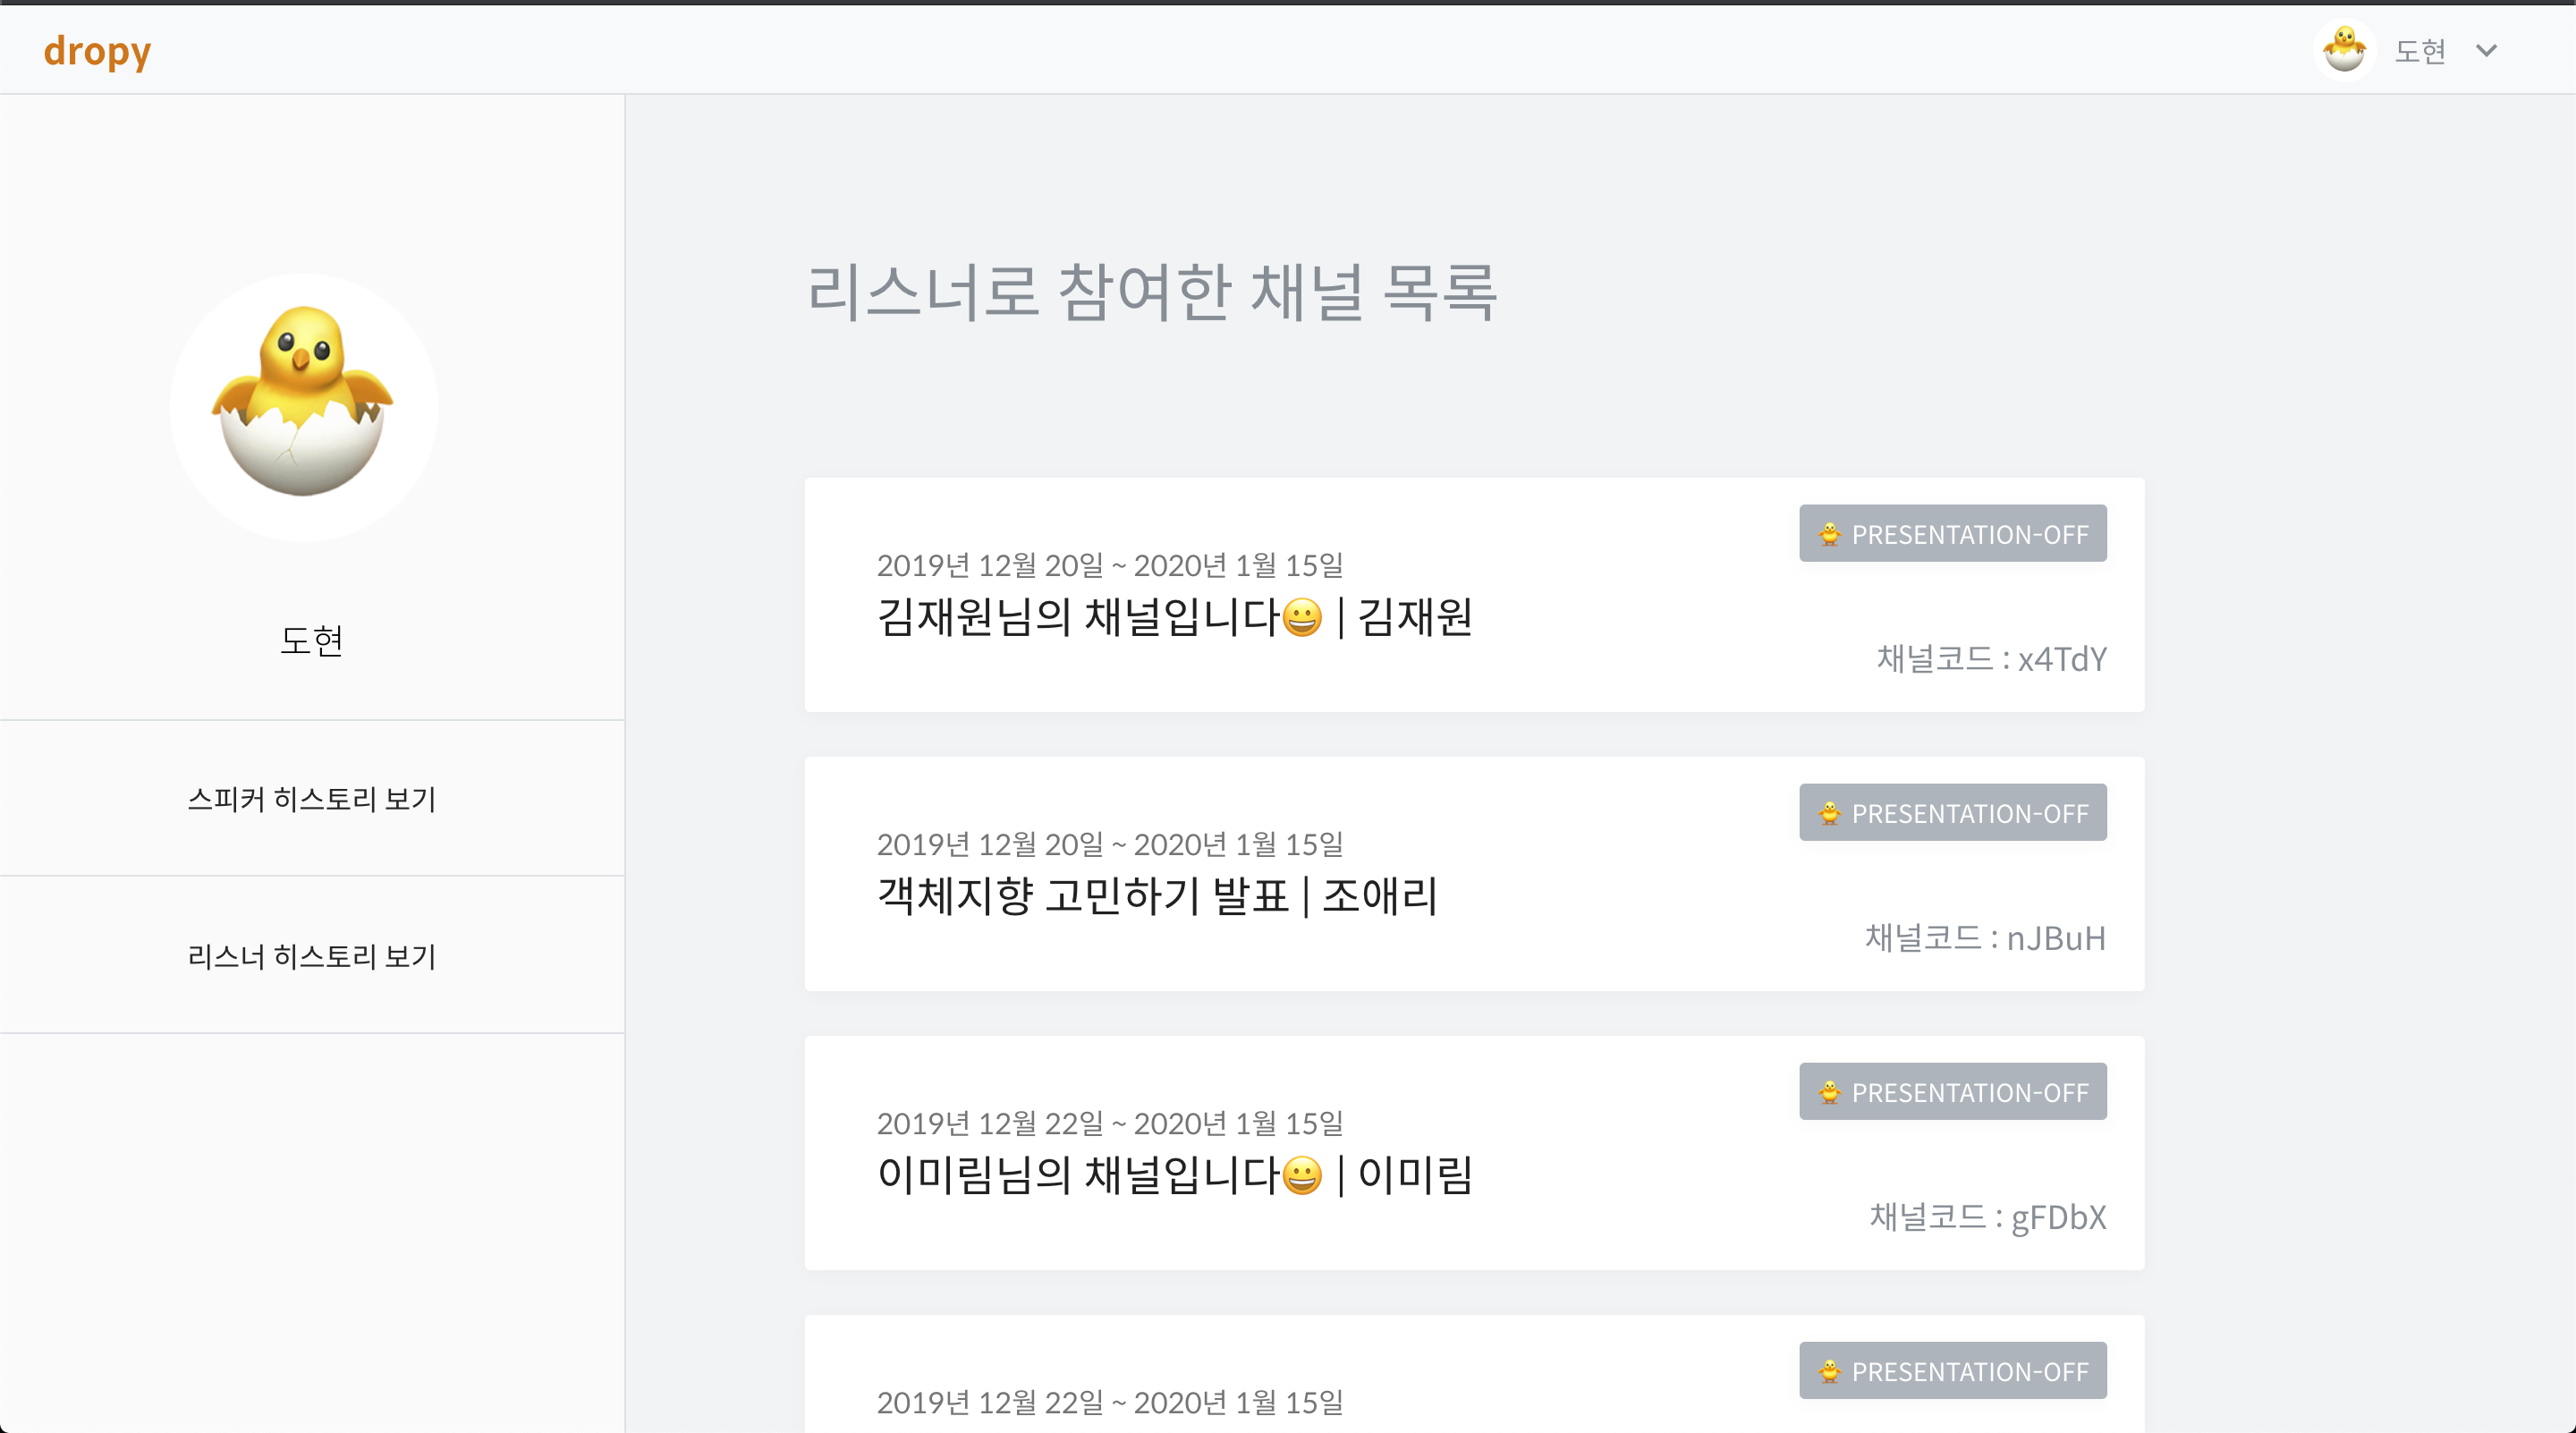 dropy
도현
도현
스피커 히스토리 보기
리스너 히스토리 보기
리스너로 참여한 채널 목록
PRESENTATION-OFF
2019년 12월 20일 ~ 2020년 1월 15일
김재원님의 채널입니다😀 | 김재원
채널코드 : x4TdY
PRESENTATION-OFF
2019년 12월 20일 ~ 2020년 1월 15일
객체지향 고민하기 발표 | 조애리
채널코드 : nJBuH
PRESENTATION-OFF
2019년 12월 22일 ~ 2020년 1월 15일
이미림님의 채널입니다😀 | 이미림
채널코드 : gFDbX
PRESENTATION-OFF
2019년 12월 22일 ~ 2020년 1월 15일